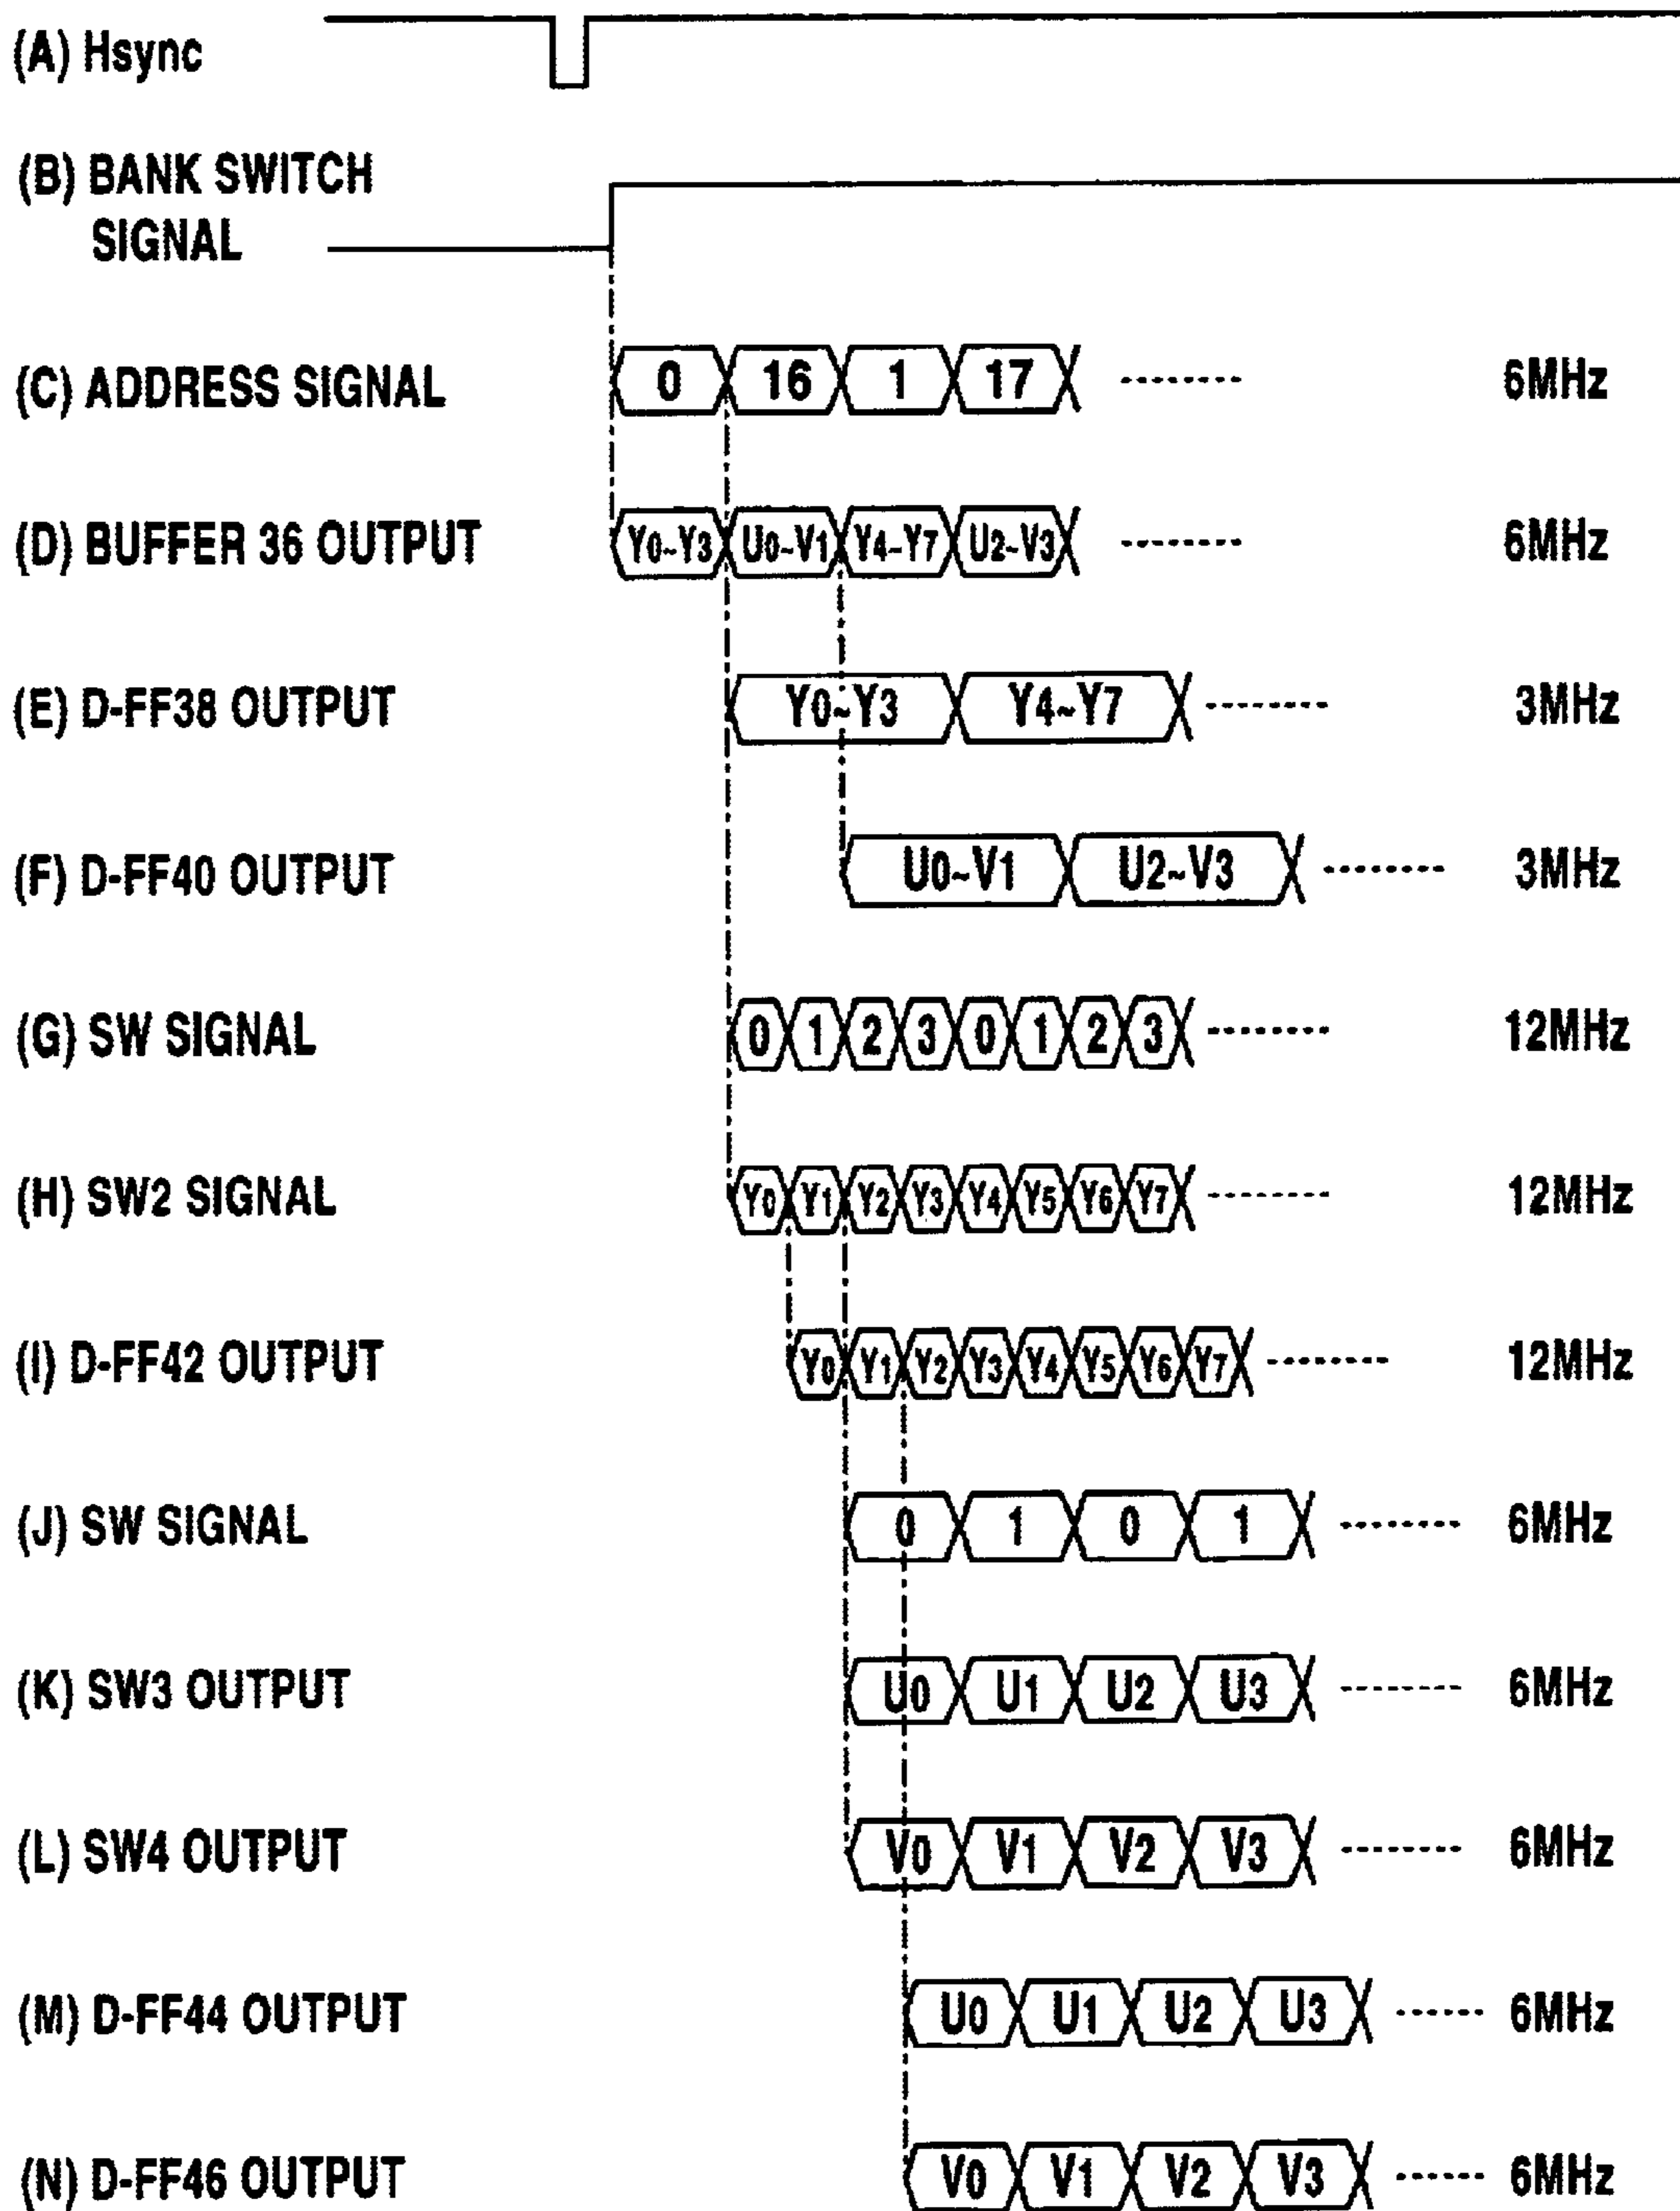 (A) Hsync
(B) BANK SWITCH
SIGNAL
(C) ADDRESS SIGNAL 0 16 1 17 6MHz
(D) BUFFER 36 OUTPUT Y0~Y3 U0~V1 Y4~Y7 U2~V3 6MHz
(E) D-FF38 OUTPUT Y0~Y3 Y4~Y7 3MHz
(F) D-FF40 OUTPUT U0~V1 U2~V3 3MHz
(G) SW SIGNAL 0 1 2 3 0 1 2 3 12MHz
(H) SW2 SIGNAL Y0 Y1 Y2 Y3 Y4 Y5 Y6 Y7 12MHz
(I) D-FF42 OUTPUT Y0 Y1 Y2 Y3 Y4 Y5 Y6 Y7 12MHz
(J) SW SIGNAL 0 1 0 1 6MHz
(K) SW3 OUTPUT U0 U1 U2 U3 6MHz
(L) SW4 OUTPUT V0 V1 V2 V3 6MHz
(M) D-FF44 OUTPUT U0 U1 U2 U3 6MHz
(N) D-FF46 OUTPUT V0 V1 V2 V3 6MHz